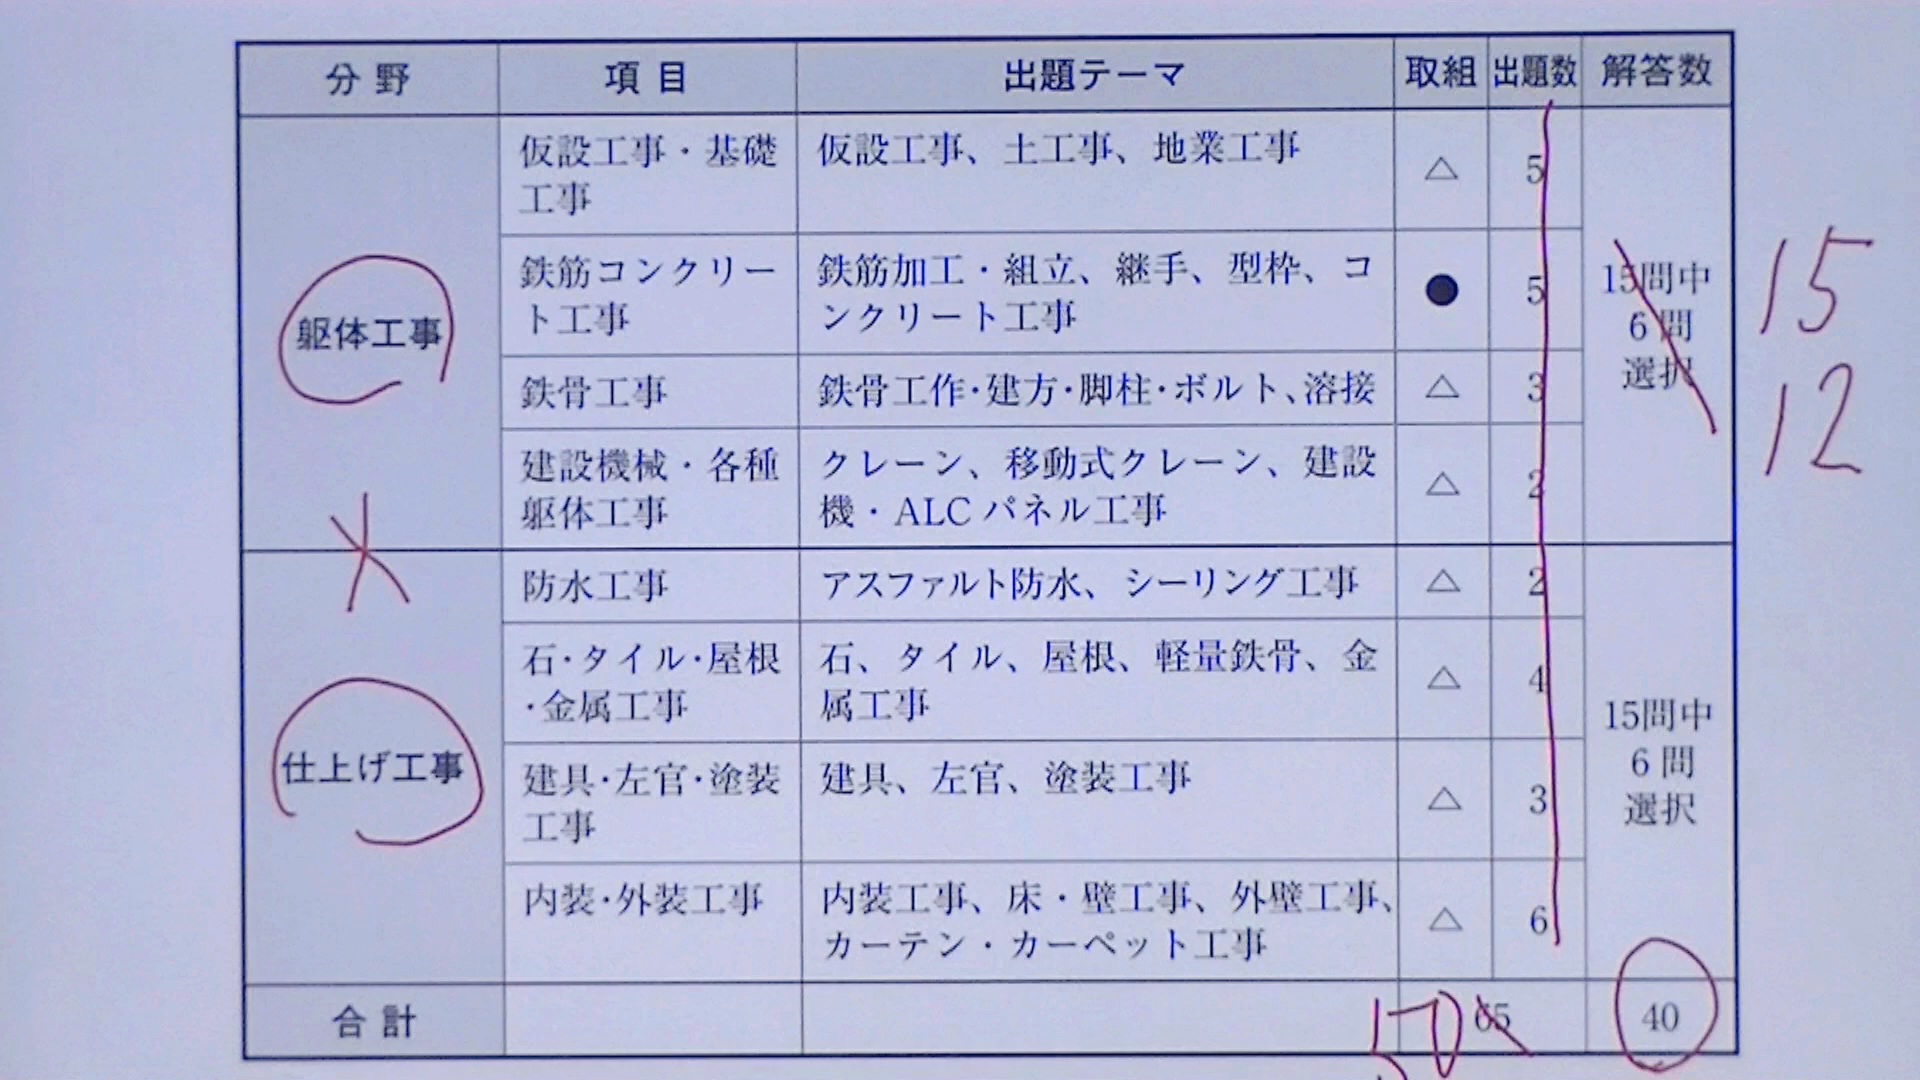 分野 項目 出題テーマ 取組 出題数 解答数
躯体工事
仮設工事・基礎
工事
仮設工事、土工事、地業工事
△
5
鉄筋コンクリー
ト工事
鉄筋加工・組立、継手、型枠、コ
ンクリート工事
●
5
鉄骨工事
鉄骨工作・建方・脚柱・ボルト、溶接
△
3
建設機械・各種
躯体工事
クレーン、移動式クレーン、建設
機・ALCパネル工事
△
2
15問中
6問
選択
15
12
仕上げ工事
防水工事
アスファルト防水、シーリング工事
△
2
石・タイル・屋根
・金属工事
石、タイル、屋根、軽量鉄骨、金
属工事
△
4
建具・左官・塗装
工事
建具、左官、塗装工事
△
3
内装・外装工事
内装工事、床・壁工事、外壁工事、
カーテン・カーペット工事
△
6
15問中
6問
選択
合計
50
65
40